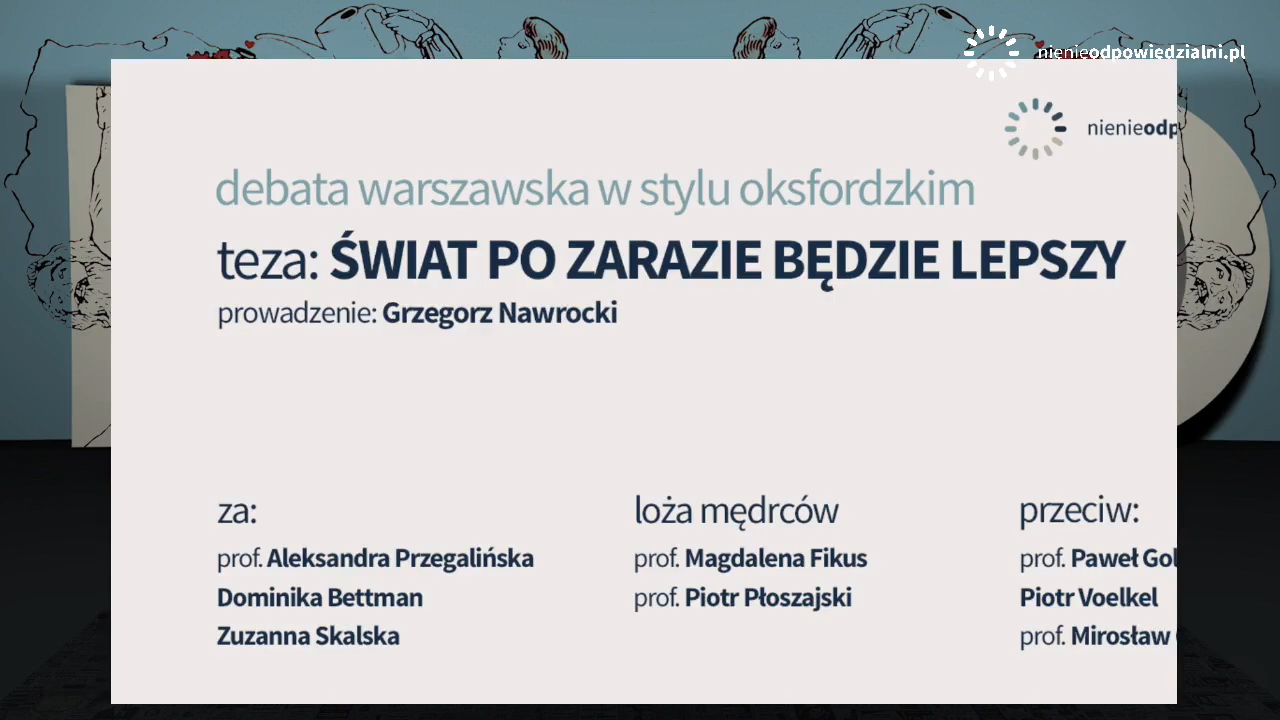 nienieodpowiedzialni.pl
debata warszawska w stylu oksfordzkim
teza: ŚWIAT PO ZARAZIE BĘDZIE LEPSZY
prowadzenie: Grzegorz Nawrocki
za:
prof. Aleksandra Przegalińska
Dominika Bettman
Zuzanna Skalska
loża mędrców
prof. Magdalena Fikus
prof. Piotr Płoszajski
przeciw:
prof. Paweł
Piotr Voelkel
prof. Mirosław